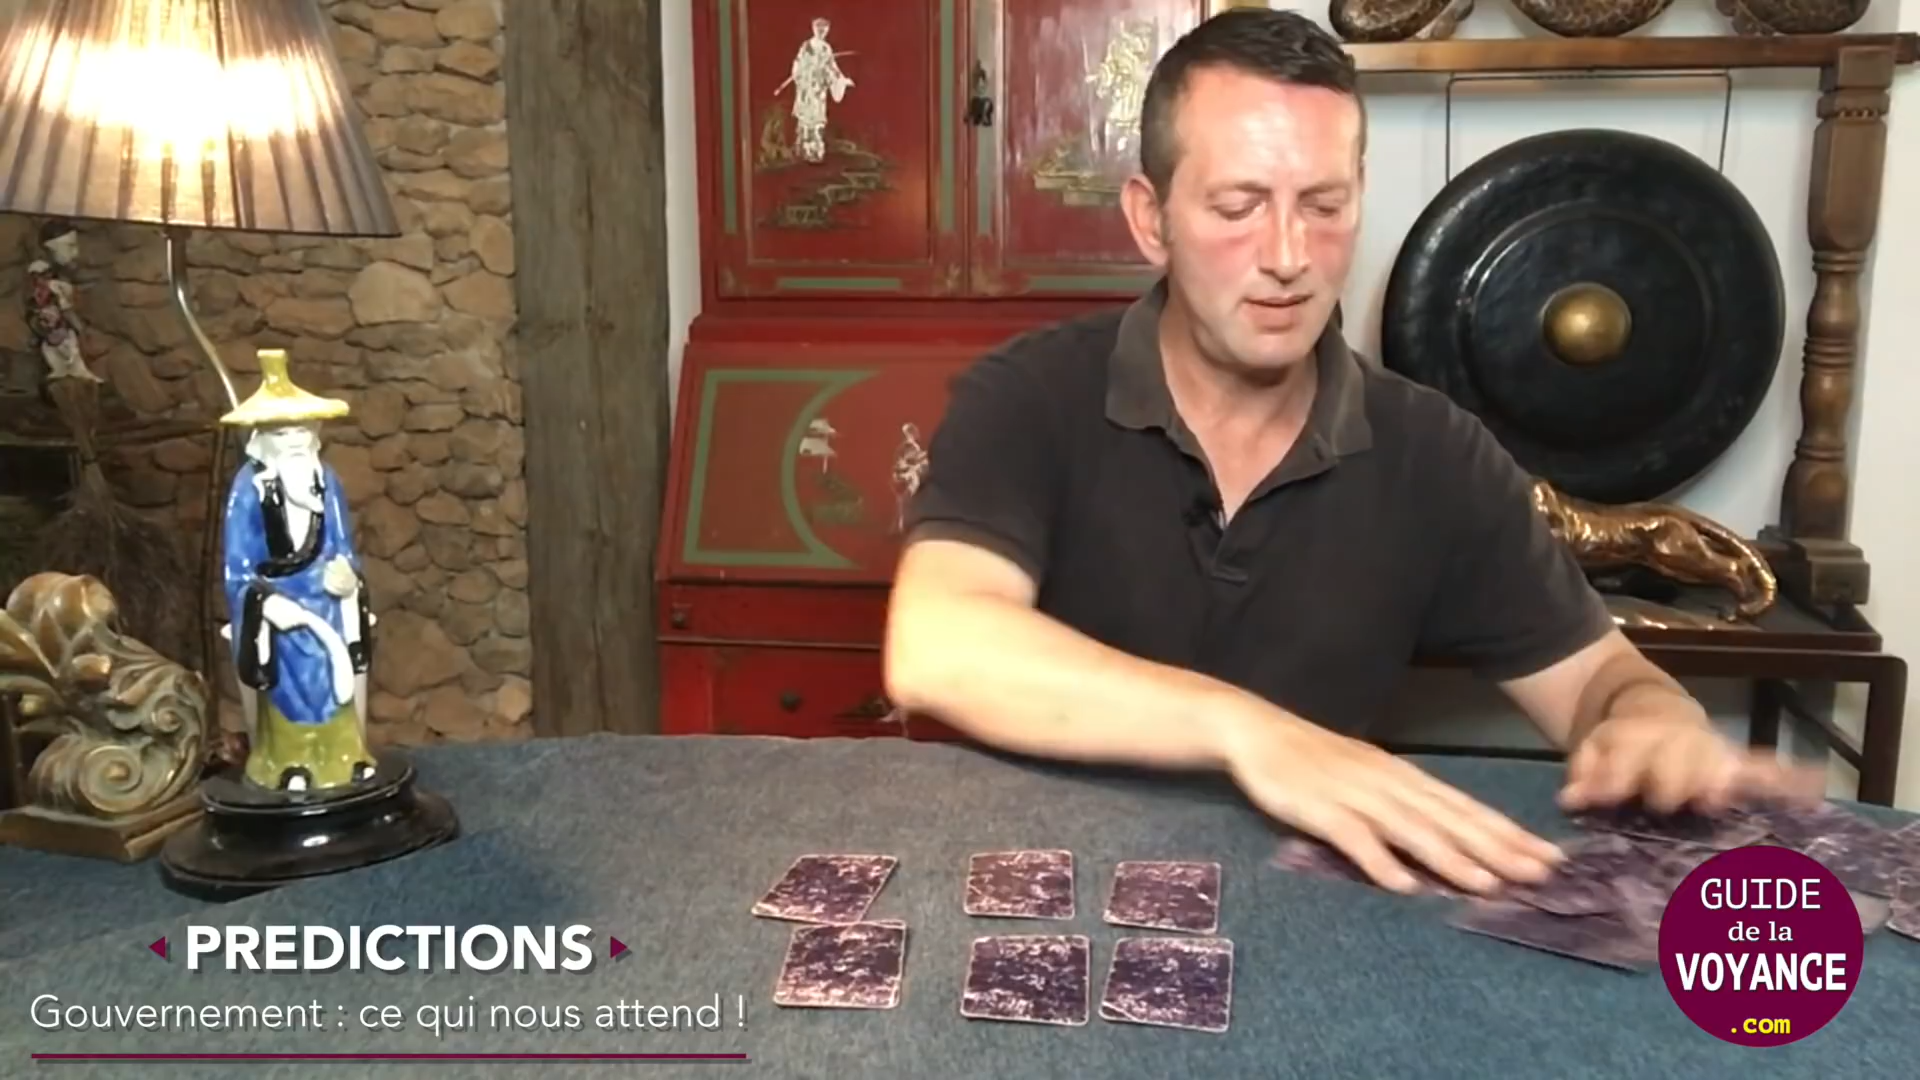 PREDICTIONS
Gouvernement : ce qui nous attend !
GUIDE
de la
VOYANCE
.com